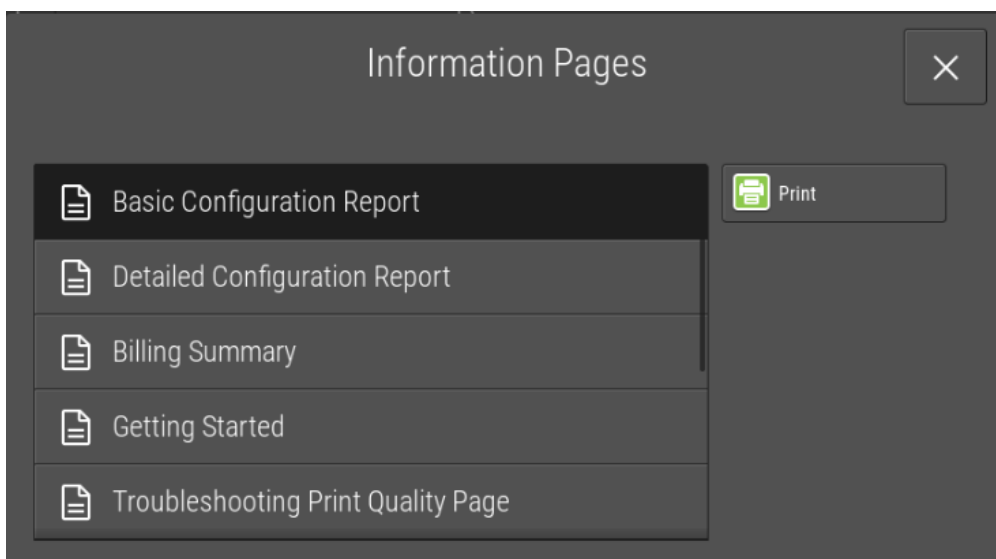 Information Pages
Basic Configuration Report
Print
Detailed Configuration Report
Billing Summary
Getting Started
Troubleshooting Print Quality Page